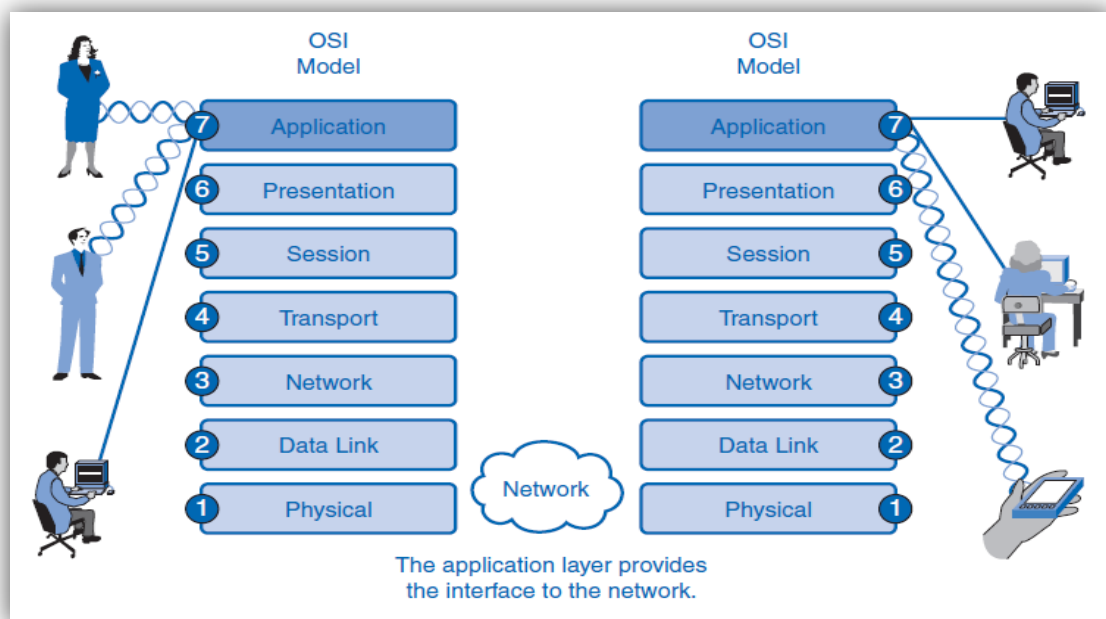 OSI
Model
7 Application
6 Presentation
5 Session
4 Transport
3 Network
2 Data Link
1 Physical
Network
OSI
Model
Application 7
Presentation 6
Session 5
Transport 4
Network 3
Data Link 2
Physical 1
The application layer provides
the interface to the network.